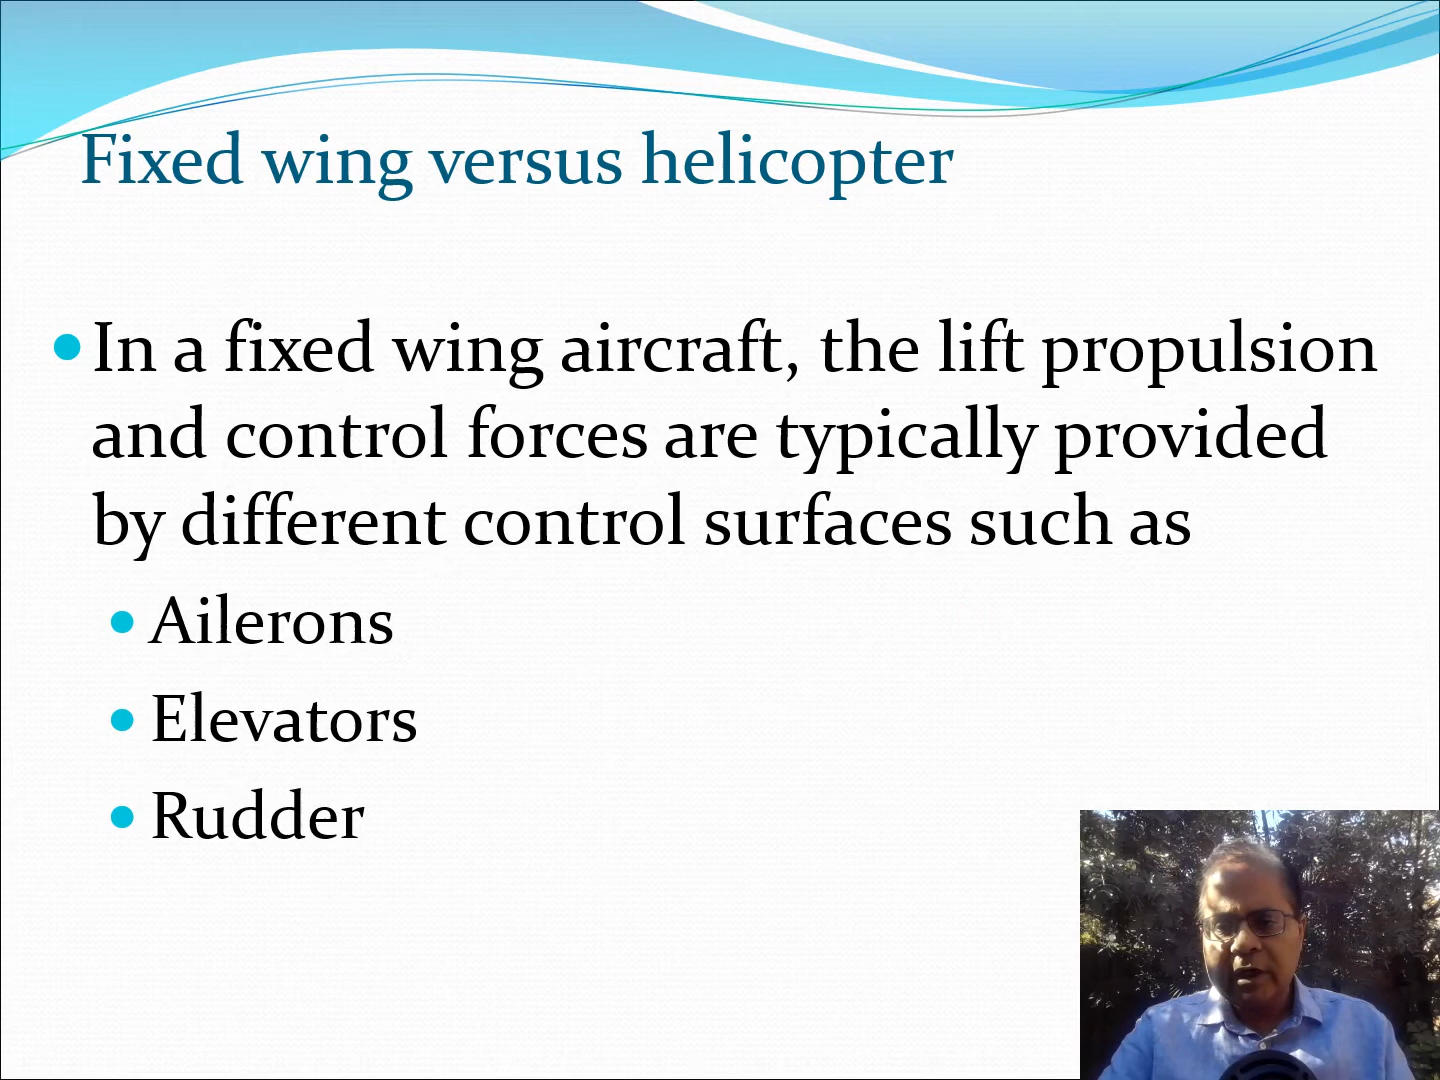 Fixed wing versus helicopter
In a fixed wing aircraft, the lift propulsion
and control forces are typically provided
by different control surfaces such as
Ailerons
Elevators
Rudder